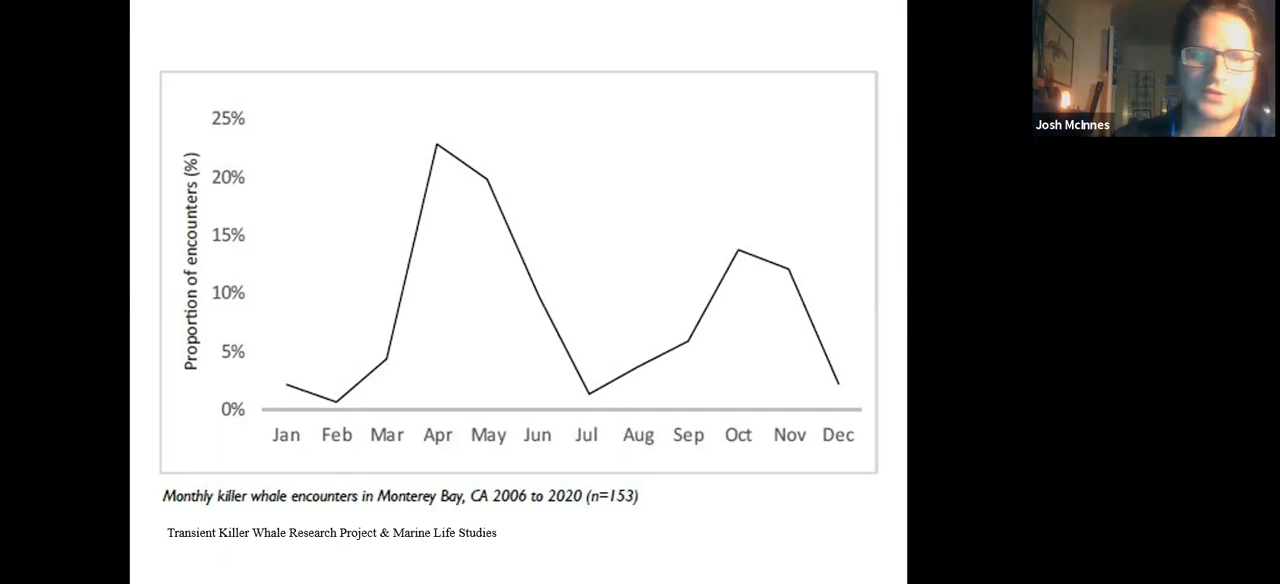 25%
20%
15%
10%
5%
0%
Proportion of encounters (%)
Jan Feb Mar Apr May Jun Jul Aug Sep Oct Nov Dec
Monthly killer whale encounters in Monterey Bay, CA 2006 to 2020 (n=153)
Transient Killer Whale Research Project & Marine Life Studies
Josh McInnes